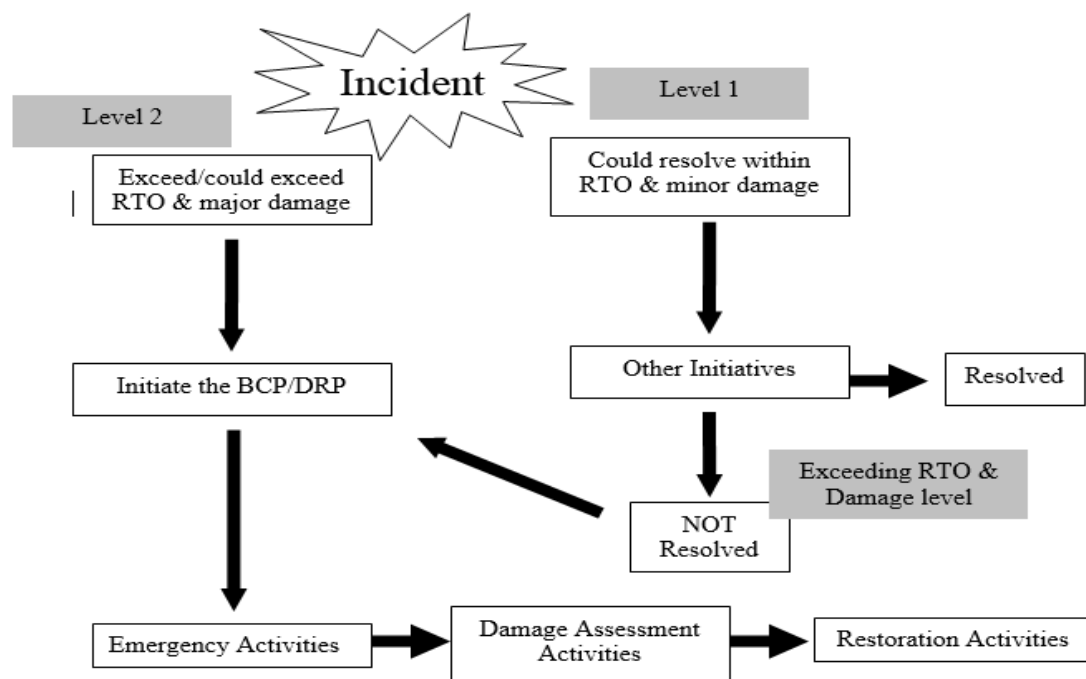 Incident
Level 2
Level 1
Exceed/could exceed
RTO & major damage
Could resolve within
RTO & minor damage
Initiate the BCP/DRP
Other Initiatives
Resolved
Exceeding RTO &
Damage level
NOT
Resolved
Emergency Activities
Damage Assessment
Activities
Restoration Activities